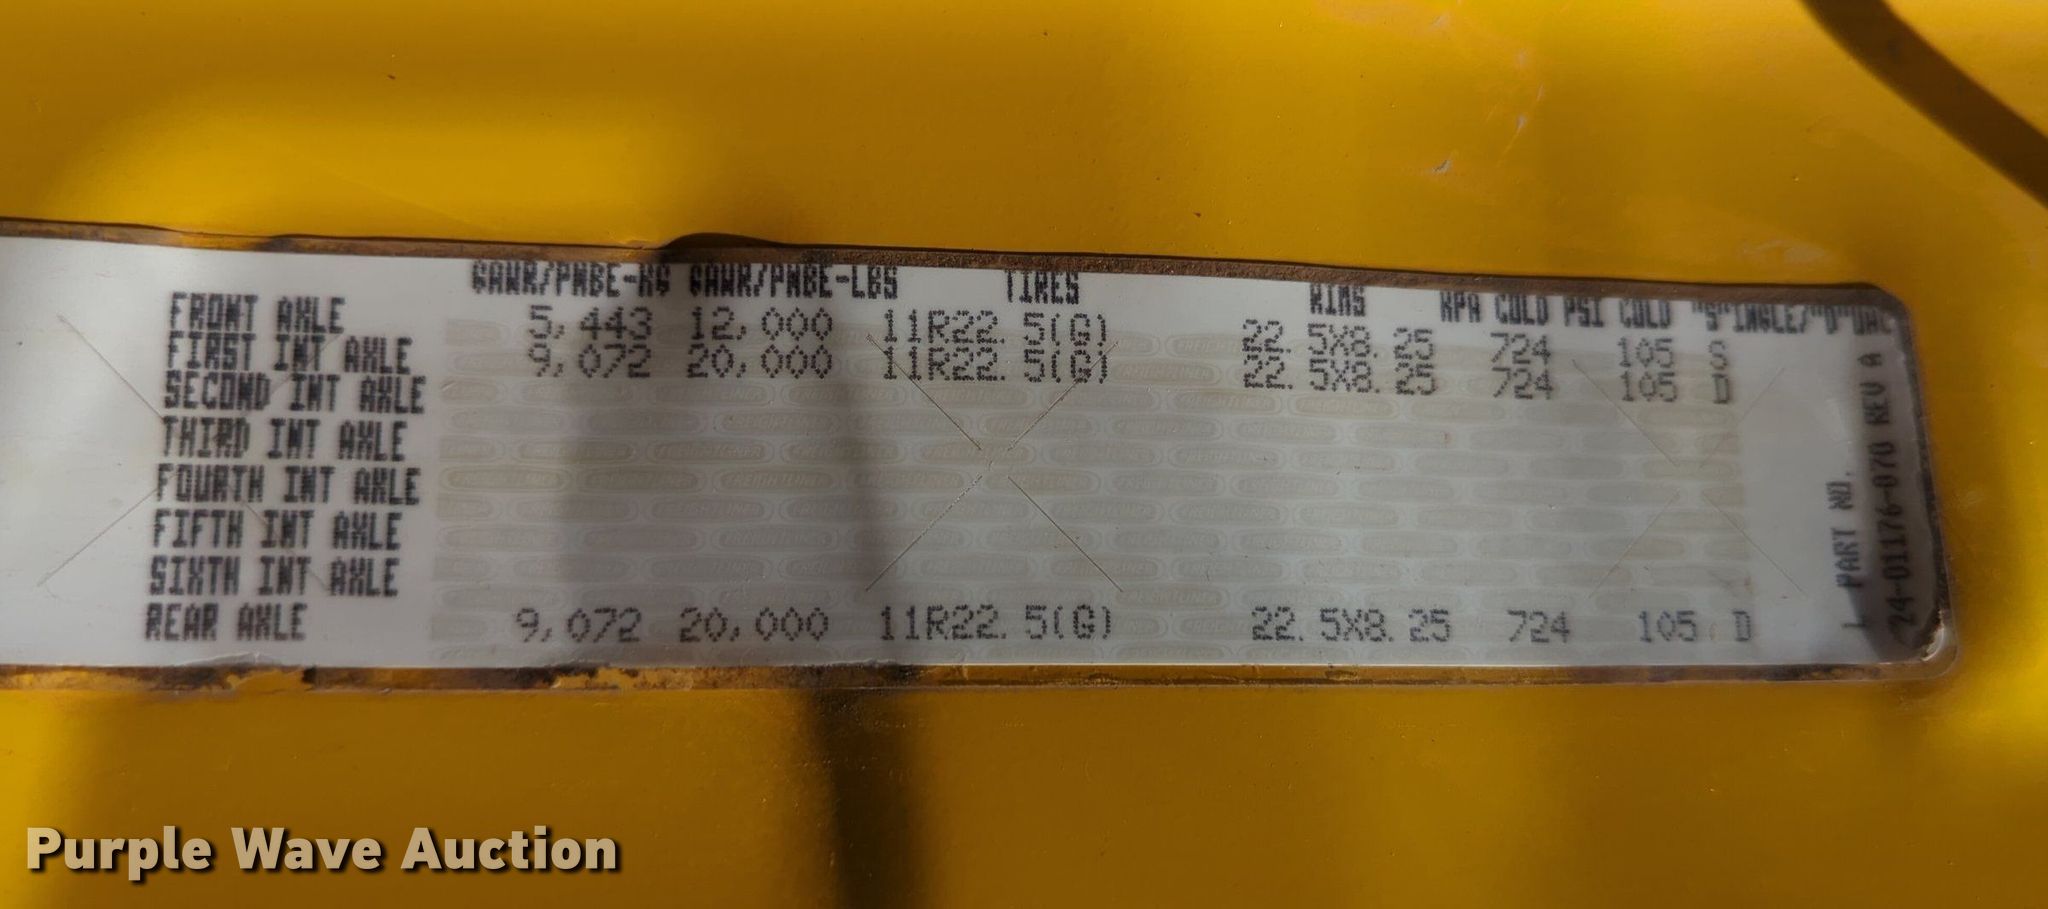 GAWR/PNBE-KG GAWR/PNBE-LBS TIRES RIMS KPA COLD PSI COLD "S"INGLE/"D"UAL
FRONT AXLE 5,443 12,000 11R22.5(G) 22.5X8.25 724 105 S
FIRST INT AXLE 9,072 20,000 11R22.5(G) 22.5X8.25 724 105 D
SECOND INT AXLE
THIRD INT AXLE
FOURTH INT AXLE
FIFTH INT AXLE
SIXTH INT AXLE
REAR AXLE 9,072 20,000 11R22.5(G) 22.5X8.25 724 105 D
PART NO.
24-01176-070 REV A
FREIGHTLINER
Purple Wave Auction